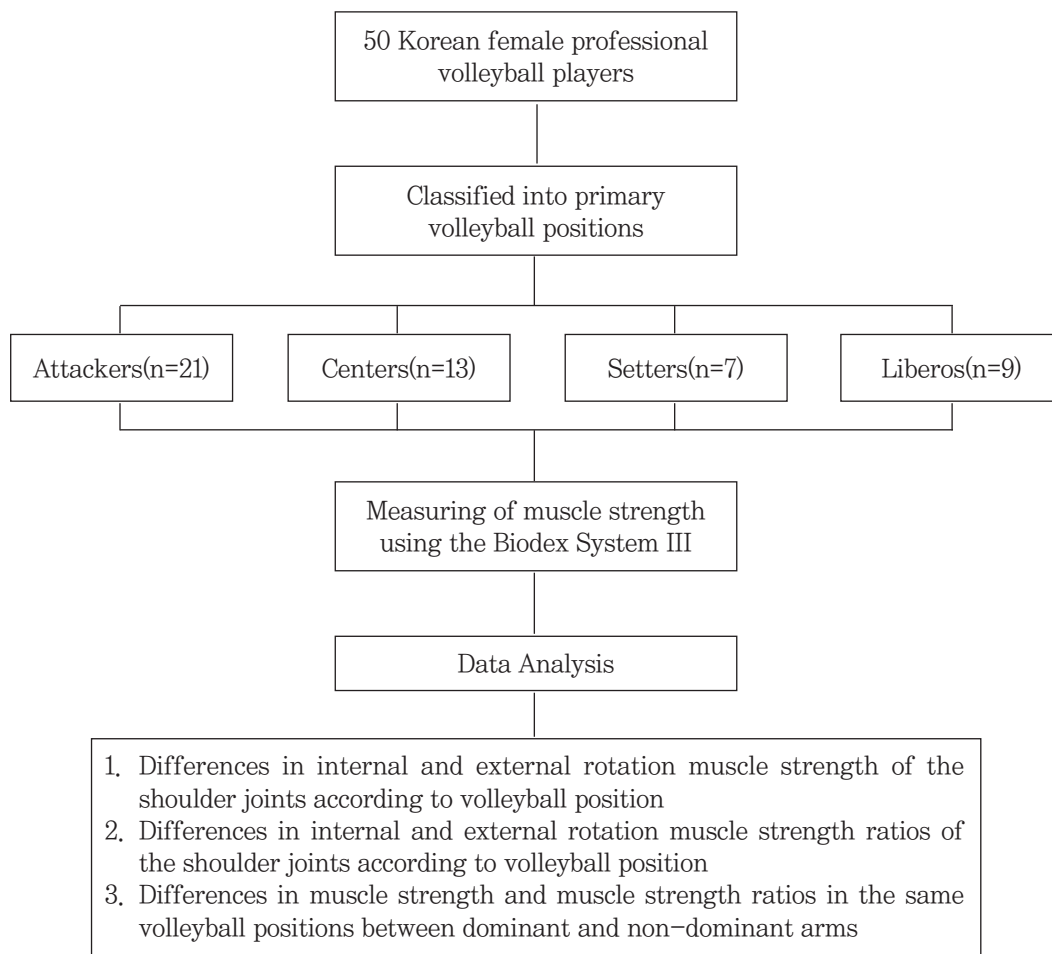 50 Korean female professional
volleyball players
Classified into primary
volleyball positions
Attackers(n=21)
Centers(n=13)
Setters(n=7)
Liberos(n=9)
Measuring of muscle strength
using the Biodex System III
Data Analysis
1. Differences in internal and external rotation muscle strength of the
shoulder joints according to volleyball position
2. Differences in internal and external rotation muscle strength ratios of
the shoulder joints according to volleyball position
3. Differences in muscle strength and muscle strength ratios in the same
volleyball positions between dominant and non-dominant arms